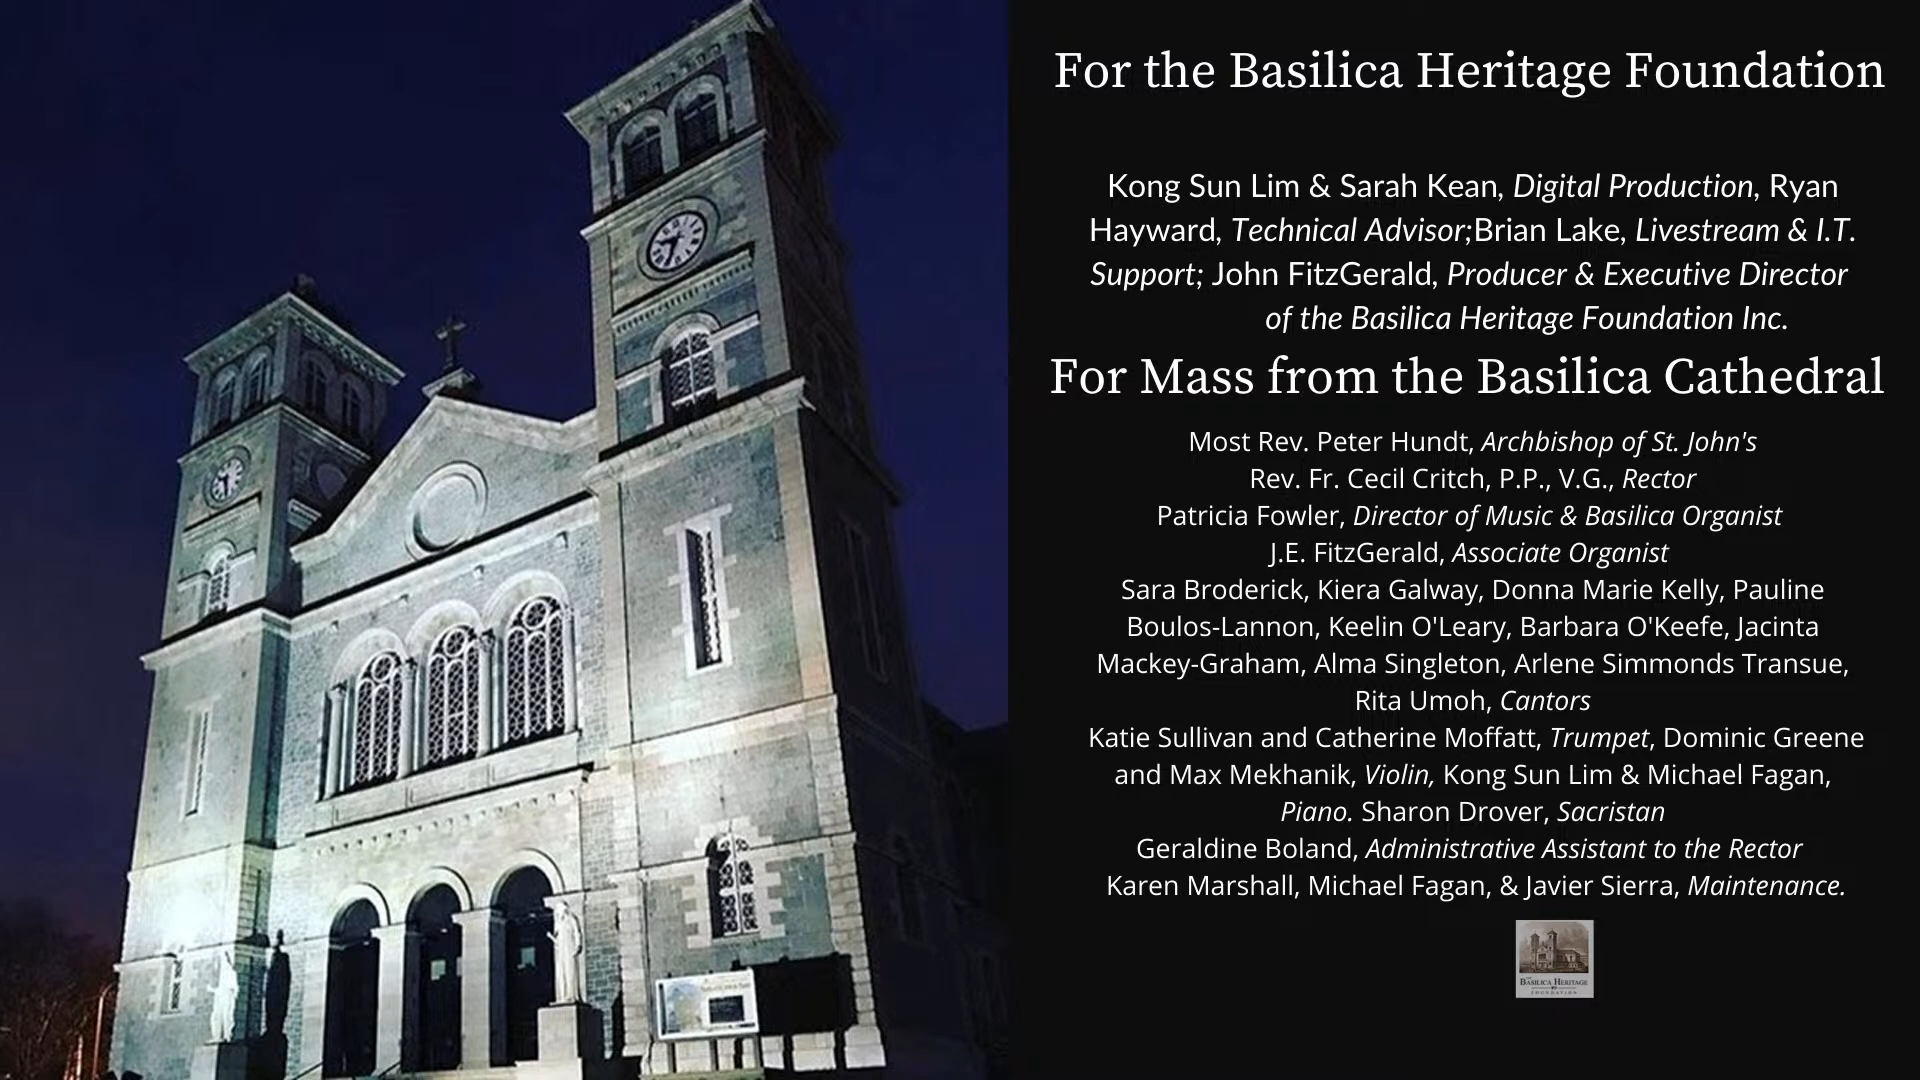 For the Basilica Heritage Foundation
Kong Sun Lim & Sarah Kean, Digital Production, Ryan
Hayward, Technical Advisor;Brian Lake, Livestream & I.T.
Support; John FitzGerald, Producer & Executive Director
of the Basilica Heritage Foundation Inc.
For Mass from the Basilica Cathedral
Most Rev. Peter Hundt, Archbishop of St. John's
Rev. Fr. Cecil Critch, P.P., V.G., Rector
Patricia Fowler, Director of Music & Basilica Organist
J.E. FitzGerald, Associate Organist
Sara Broderick, Kiera Galway, Donna Marie Kelly, Pauline
Boulos-Lannon, Keelin O'Leary, Barbara O'Keefe, Jacinta
Mackey-Graham, Alma Singleton, Arlene Simmonds Transue,
Rita Umoh, Cantors
Katie Sullivan and Catherine Moffatt, Trumpet, Dominic Greene
and Max Mekhanik, Violin, Kong Sun Lim & Michael Fagan,
Piano. Sharon Drover, Sacristan
Geraldine Boland, Administrative Assistant to the Rector
Karen Marshall, Michael Fagan, & Javier Sierra, Maintenance.
BASILICA HERITAGE
FOUNDATION